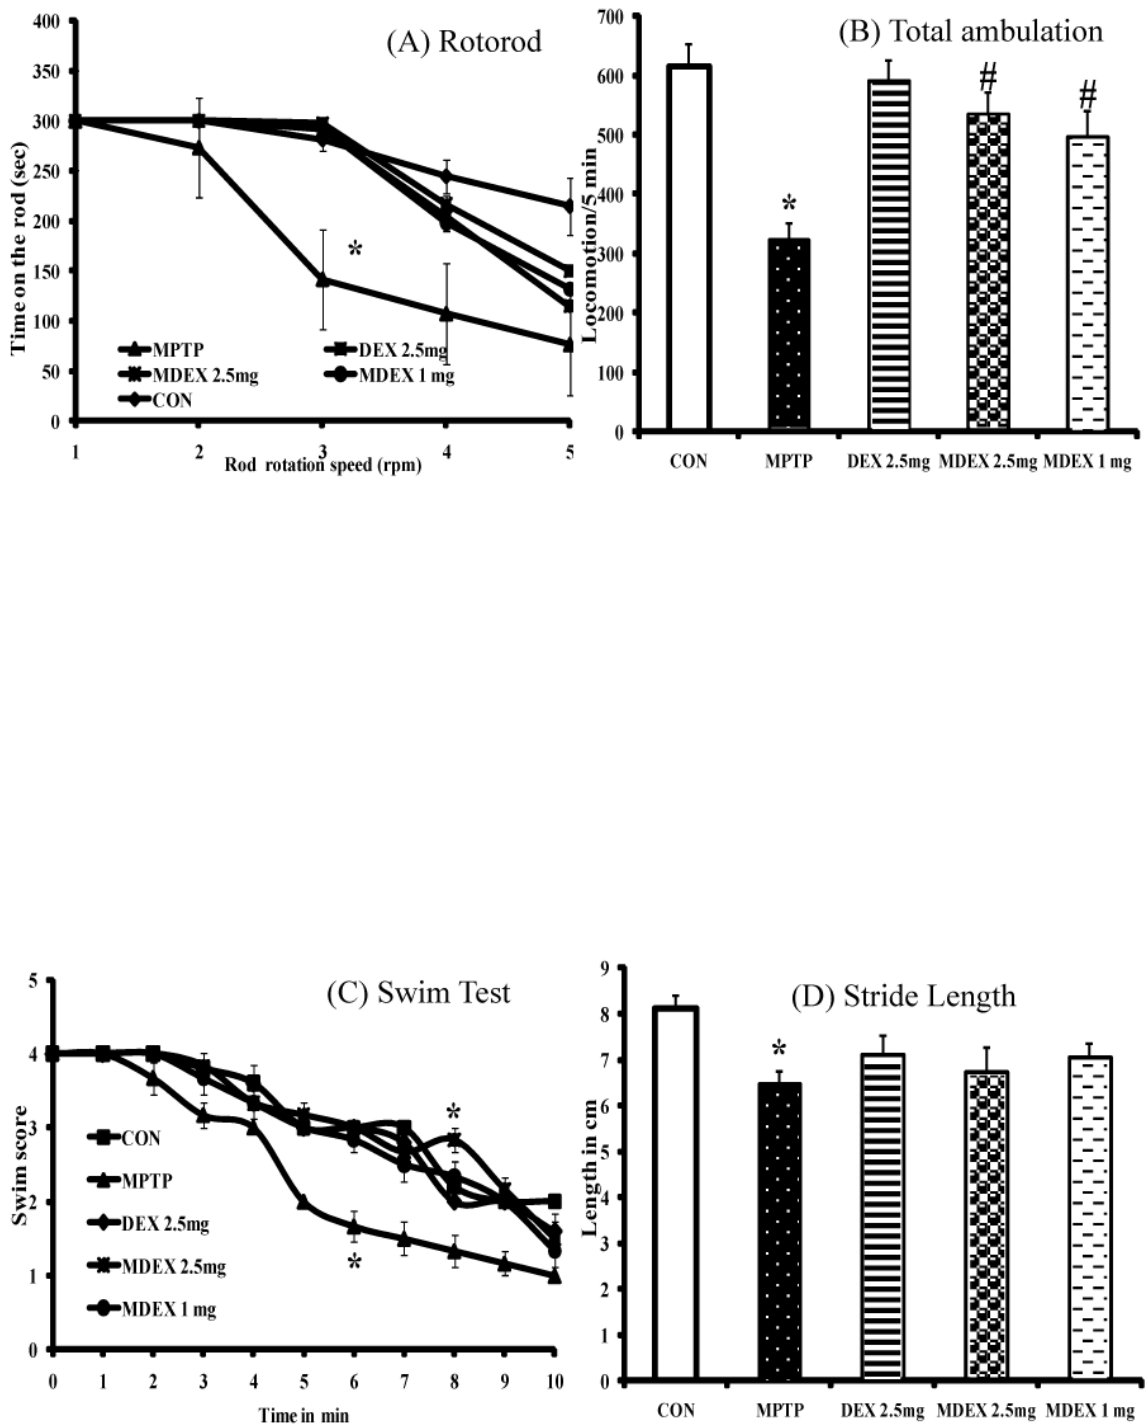 (A) Rotorod
400
350
300
250
200
150
100
50
0
Time on the rod (sec)
*
MPTP
DEX 2.5mg
MDEX 2.5mg
MDEX 1 mg
CON
1 2 3 4 5
Rod rotation speed (rpm)
(B) Total ambulation
700
600
500
400
300
200
100
0
Locomotion/5 min
*
#
#
CON MPTP DEX 2.5mg MDEX 2.5mg MDEX 1 mg
(C) Swim Test
5
4
3
2
1
0
Swim score
*
*
CON
MPTP
DEX 2.5mg
MDEX 2.5mg
MDEX 1 mg
0 1 2 3 4 5 6 7 8 9 10
Time in min
(D) Stride Length
9
8
7
6
5
4
3
2
1
0
Length in cm
*
CON MPTP DEX 2.5mg MDEX 2.5mg MDEX 1 mg